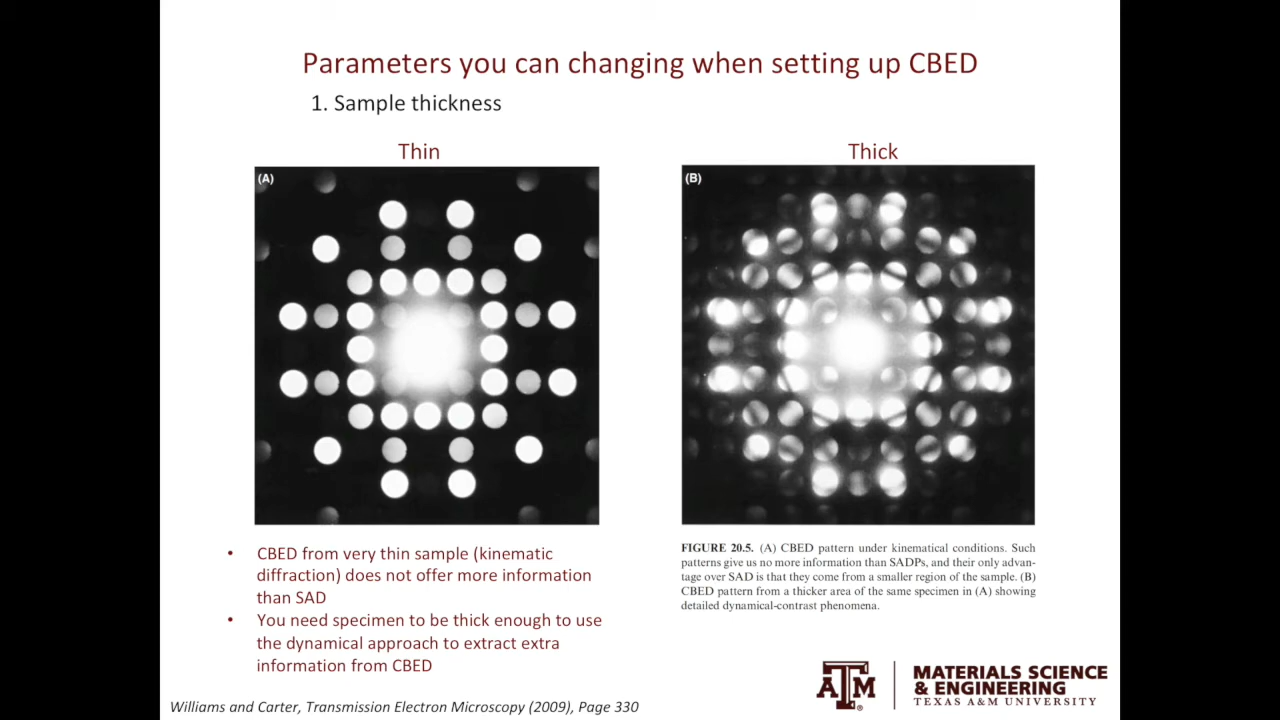 Parameters you can changing when setting up CBED
1. Sample thickness
Thin
Thick
(A)
(B)
• CBED from very thin sample (kinematic
diffraction) does not offer more information
than SAD
• You need specimen to be thick enough to use
the dynamical approach to extract extra
information from CBED
FIGURE 20.5. (A) CBED pattern under kinematical conditions. Such
patterns give us no more information than SADPs, and their only advan-
tage over SAD is that they come from a smaller region of the sample. (B)
CBED pattern from a thicker area of the same specimen in (A) showing
detailed dynamical-contrast phenomena.
Williams and Carter, Transmission Electron Microscopy (2009), Page 330
ATM®
MATERIALS SCIENCE
& ENGINEERING
TEXAS A&M UNIVERSITY